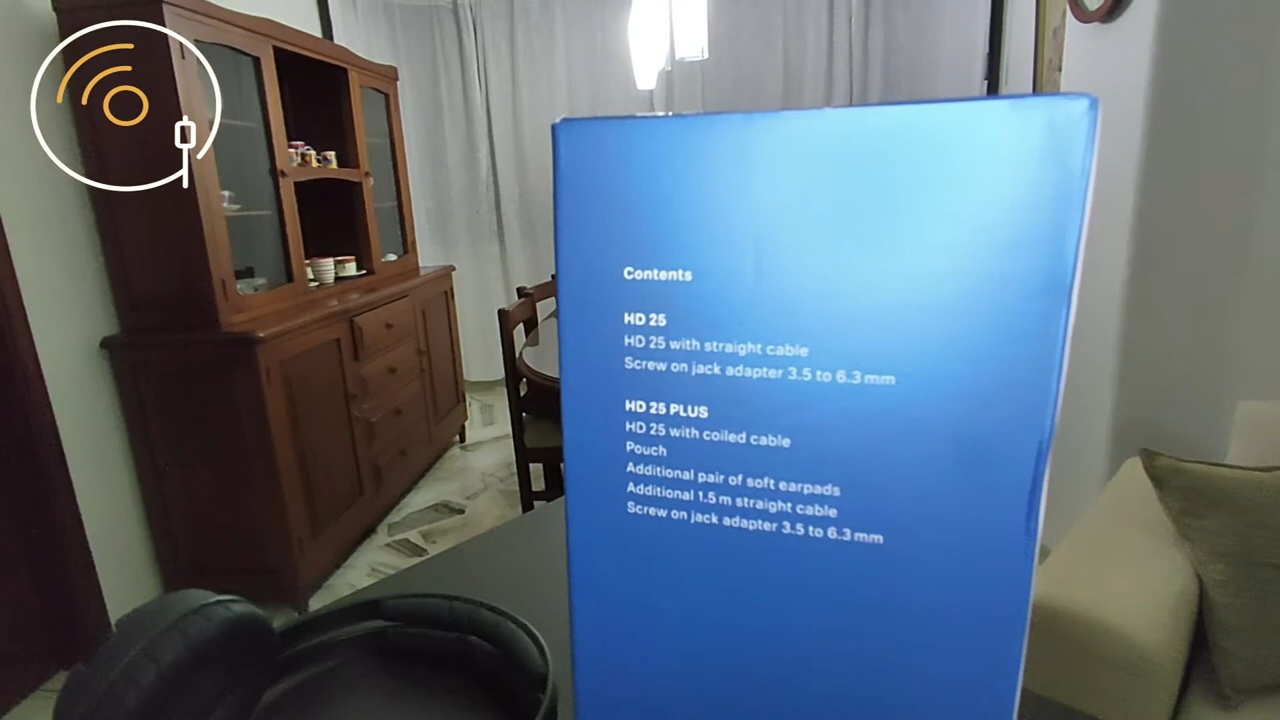 Contents
HD 25
HD 25 with straight cable
Screw on jack adapter 3.5 to 6.3 mm
HD 25 PLUS
HD 25 with coiled cable
Pouch
Additional pair of soft earpads
Additional 1.5 m straight cable
Screw on jack adapter 3.5 to 6.3 mm